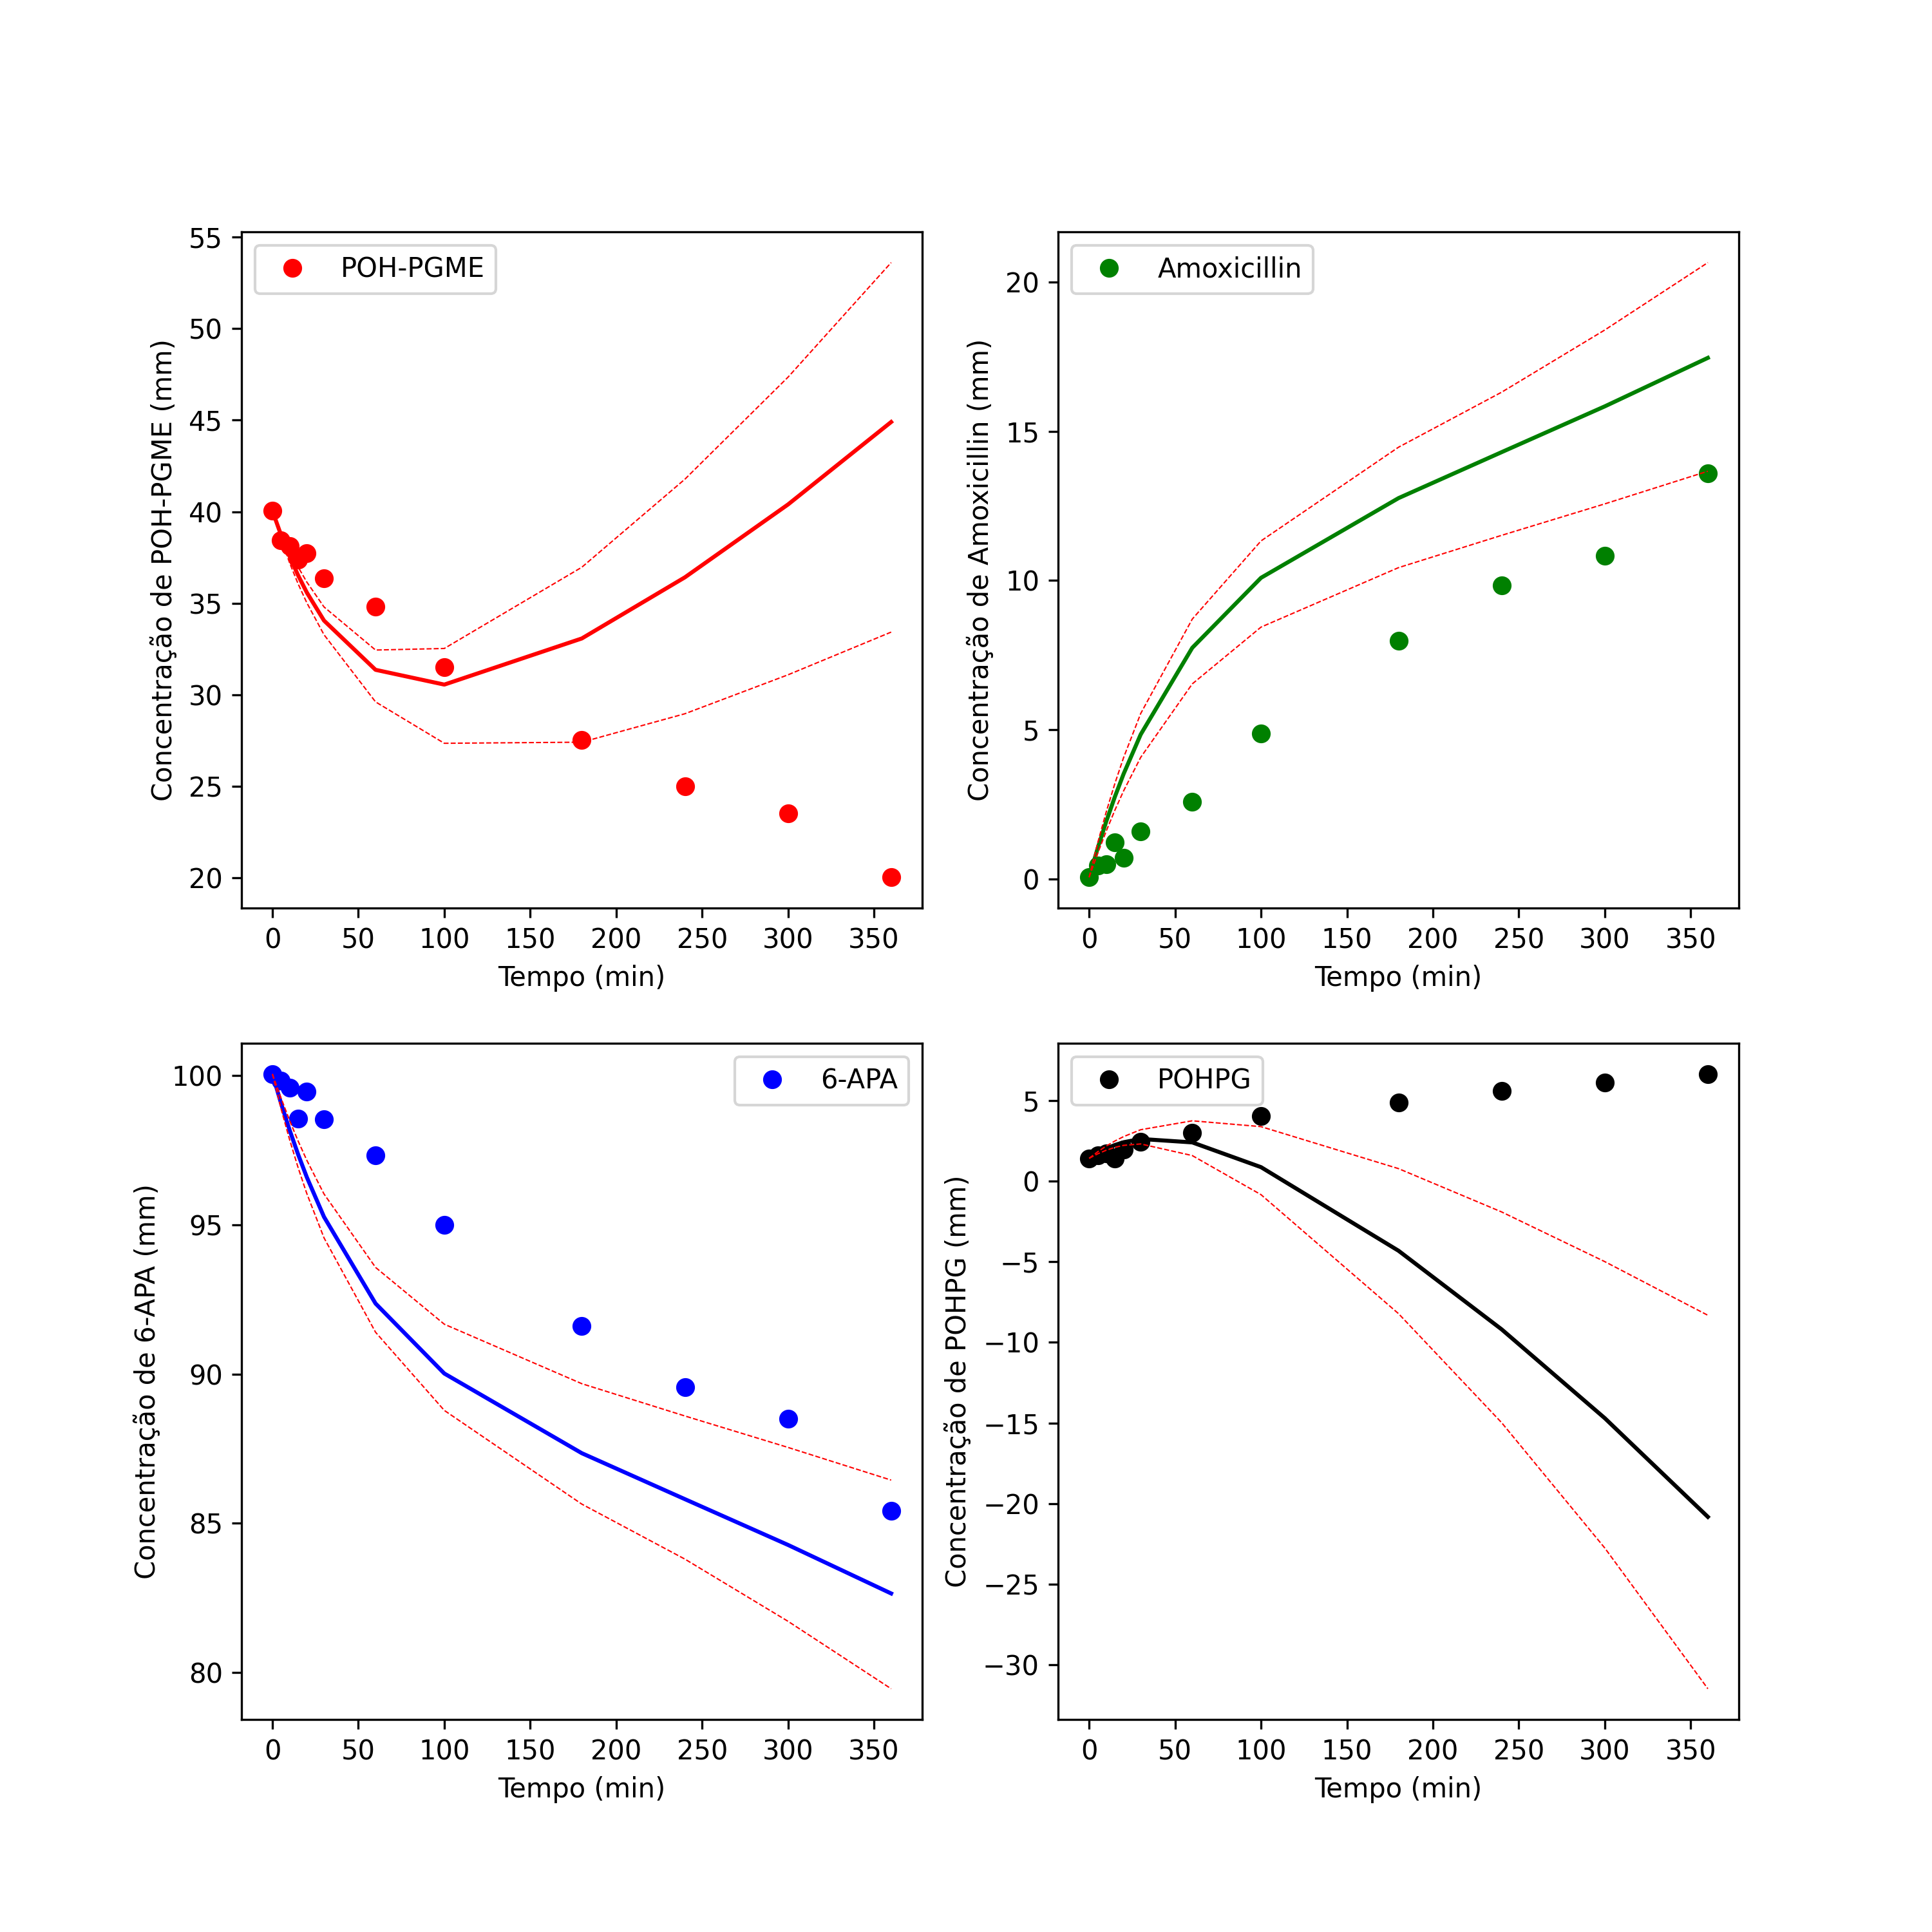 POH-PGME
Concentração de POH-PGME (mm)
55
50
45
40
35
30
25
20
0 50 100 150 200 250 300 350
Tempo (min)
Amoxicillin
Concentração de Amoxicillin (mm)
20
15
10
5
0
0 50 100 150 200 250 300 350
Tempo (min)
6-APA
Concentração de 6-APA (mm)
100
95
90
85
80
0 50 100 150 200 250 300 350
Tempo (min)
POHPG
Concentração de POHPG (mm)
5
0
−5
−10
−15
−20
−25
−30
0 50 100 150 200 250 300 350
Tempo (min)